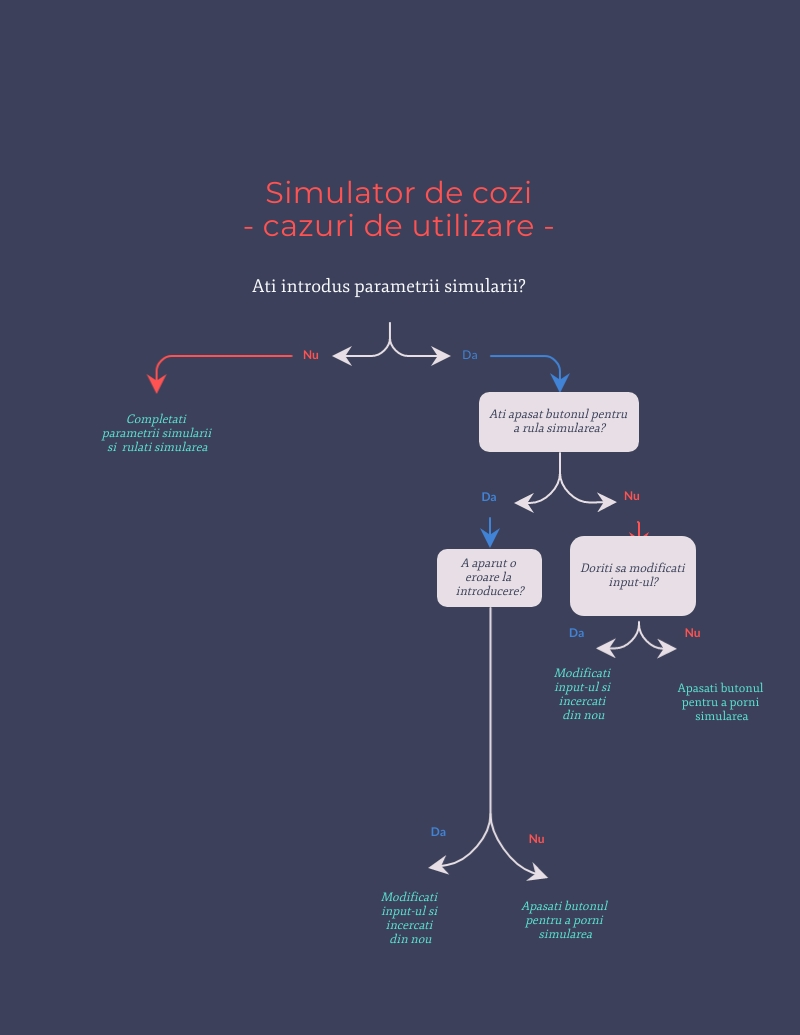 Simulator de cozi
- cazuri de utilizare -
Ati introdus parametrii simularii?
Nu
Da
Completati
parametrii simularii
si rulati simularea
Ati apasat butonul pentru
a rula simularea?
Da
Nu
A aparut o
eroare la
introducere?
Doriti sa modificati
input-ul?
Da
Nu
Modificati
input-ul si
incercati
din nou
Apasati butonul
pentru a porni
simularea
Da
Nu
Modificati
input-ul si
incercati
din nou
Apasati butonul
pentru a porni
simularea